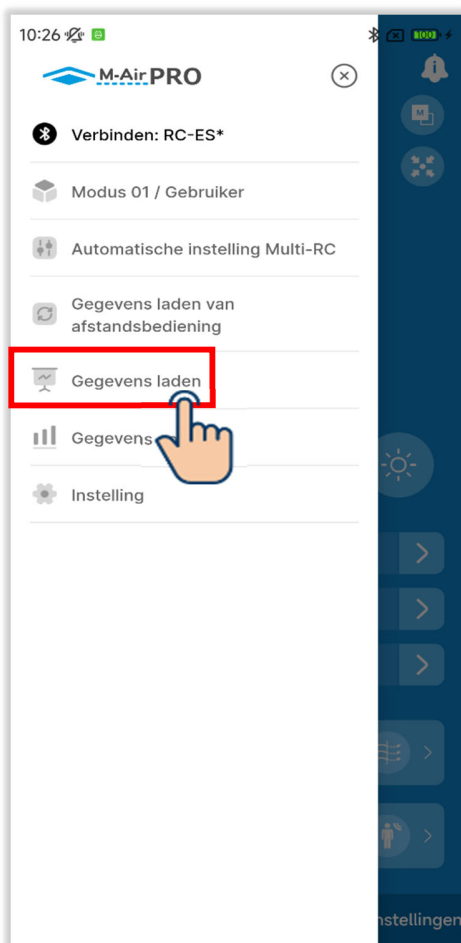 10:26
100
M-Air PRO
Verbinden: RC-ES*
M
Modus 01 / Gebruiker
Automatische instelling Multi-RC
Gegevens laden van
afstandsbediening
Gegevens laden
Gegevens
Instelling
nstellingen